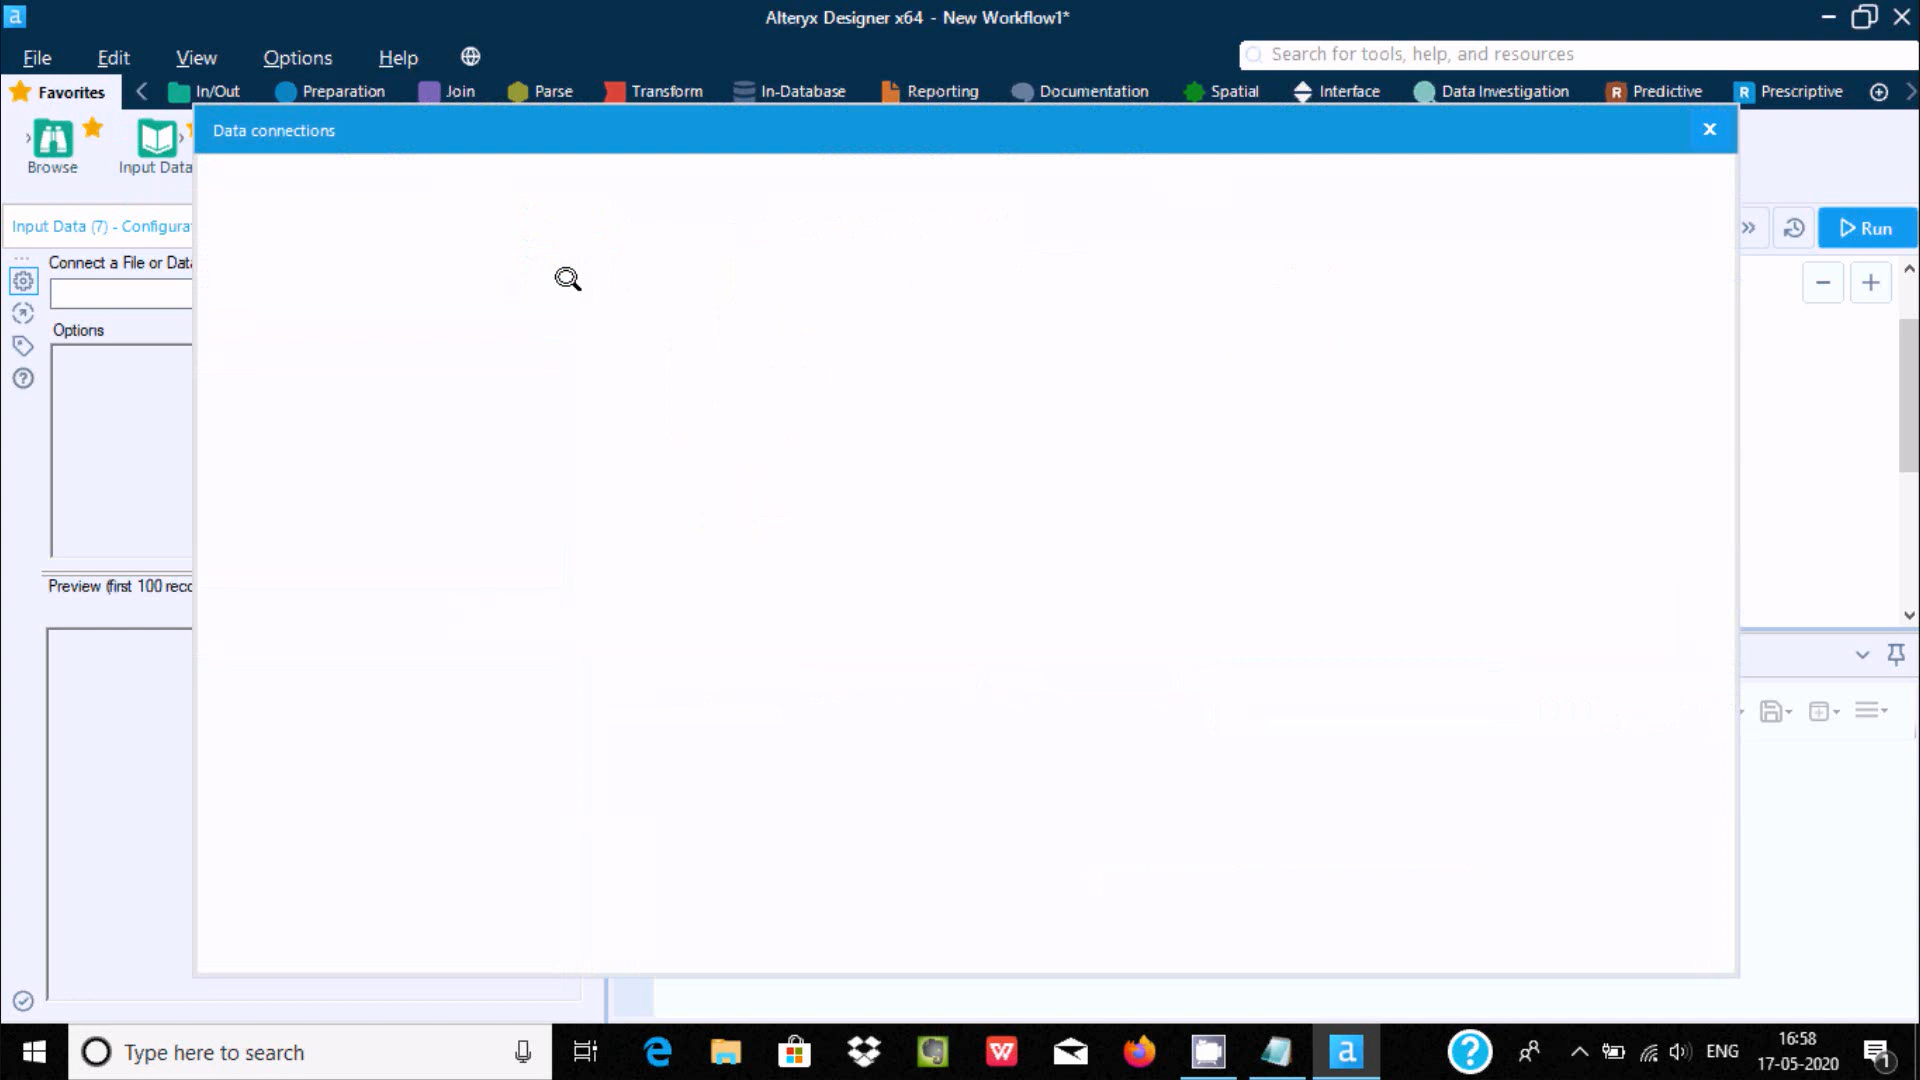 a
Alteryx Designer x64 - New Workflow1*
File
Edit
View
Options
Help
Search for tools, help, and resources
Favorites
In/Out
Preparation
Join
Parse
Transform
In-Database
Reporting
Documentation
Spatial
Interface
Data Investigation
R Predictive
R Prescriptive
Browse
Input Data
Data connections
x
Input Data (7) - Configura
Run
Connect a File or Data
Options
Preview (first 100 reco
Type here to search
W
a
?
ENG
16:58
17-05-2020
1